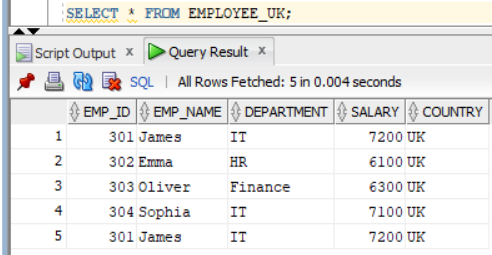 SELECT * FROM EMPLOYEE_UK;
Script Output x Query Result x
SQL | All Rows Fetched: 5 in 0.004 seconds
EMP_ID EMP_NAME DEPARTMENT SALARY COUNTRY
1 301 James IT 7200 UK
2 302 Emma HR 6100 UK
3 303 Oliver Finance 6300 UK
4 304 Sophia IT 7100 UK
5 301 James IT 7200 UK